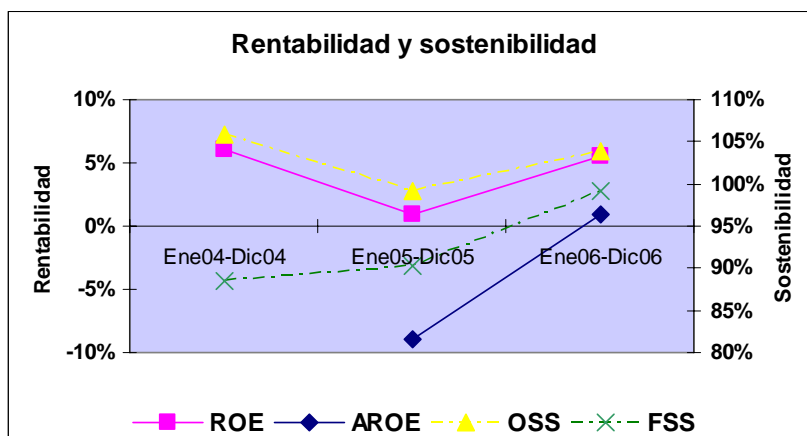 Rentabilidad y sostenibilidad
10% 110%
105%
5% 100%
0% 95%
Ene04-Dic04 Ene05-Dic05 Ene06-Dic06
90%
-5% 85%
-10% 80%
Rentabilidad
Sostenibilidad
ROE AROE OSS FSS